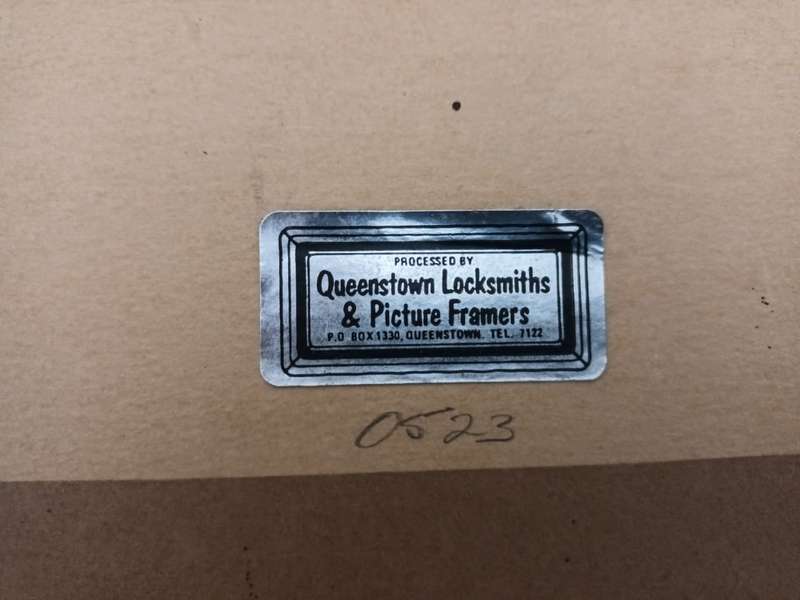 PROCESSED BY
Queenstown Locksmiths
& Picture Framers
P.O BOX 1330, QUEENSTOWN. TEL. 7122
0523